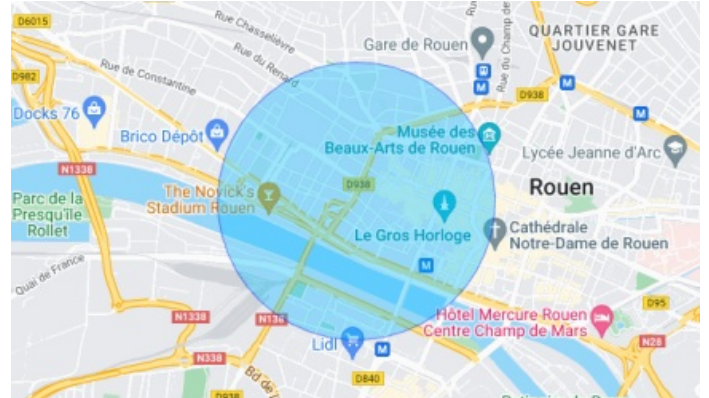 D6015
Rue Chasselièvre
Gare de Rouen
Rue du Champ de
QUARTIER GARE
JOUVENET
Rue du Renard
D982
Rue de Constantine
M
D938
M
Docks 76
Brico Dépôt
Musée des
Beaux-Arts de Rouen
Lycée Jeanne d'Arc
N1338
D938
The Novick's
Stadium Rouen
Rouen
Parc de la
Presqu'île
Rollet
Le Gros Horloge
Cathédrale
Notre-Dame de Rouen
Quai de France
M
D95
N1338
N138
Hôtel Mercure Rouen
Centre Champ de Mars
Lidl
M
N338
N28
Bd de
D840
D938